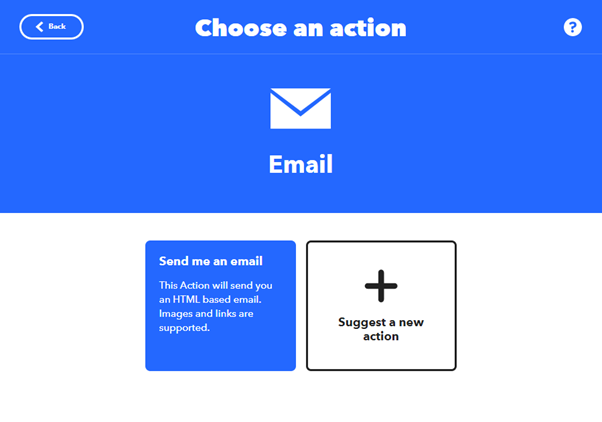 Back
Choose an action
?
Email
Send me an email
This Action will send you
an HTML based email.
Images and links are
supported.
Suggest a new
action